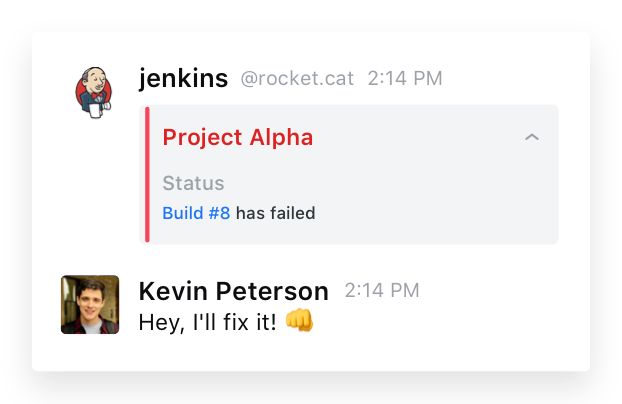 jenkins @rocket.cat 2:14 PM
Project Alpha
Status
Build #8 has failed
Kevin Peterson 2:14 PM
Hey, I'll fix it! 👊